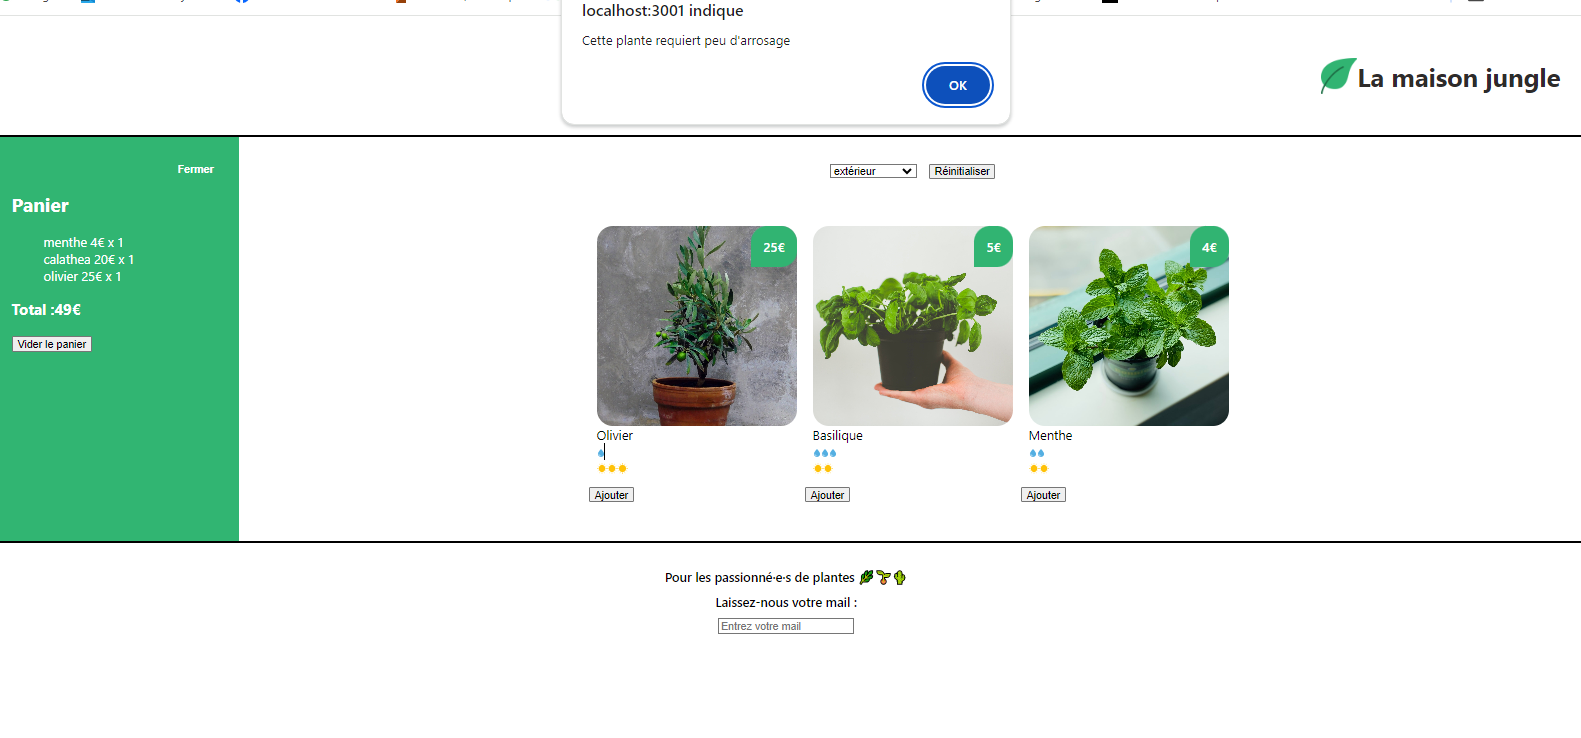 localhost:3001 indique
Cette plante requiert peu d'arrosage
OK
La maison jungle
Fermer
Panier
menthe 4€ x 1
calathea 20€ x 1
olivier 25€ x 1
Total :49€
Vider le panier
extérieur
Réinitialiser
25€
5€
4€
Olivier
Basilique
Menthe
Ajouter
Ajouter
Ajouter
Pour les passionné·e·s de plantes
Laissez-nous votre mail :
Entrez votre mail